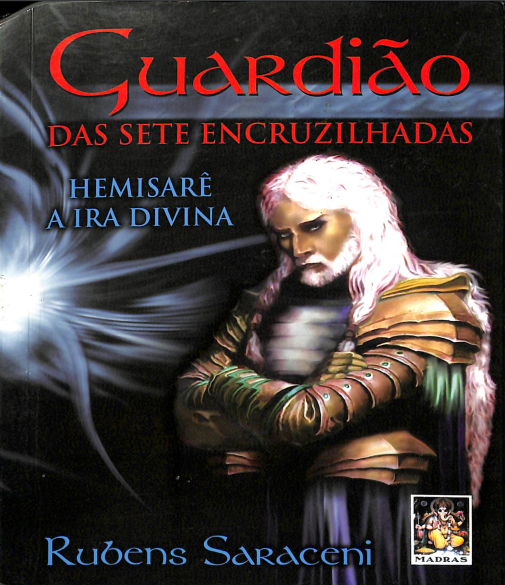 Guardião
DAS SETE ENCRUZILHADAS
HEMISARÊ
A IRA DIVINA
Rubens Saraceni
MADRAS